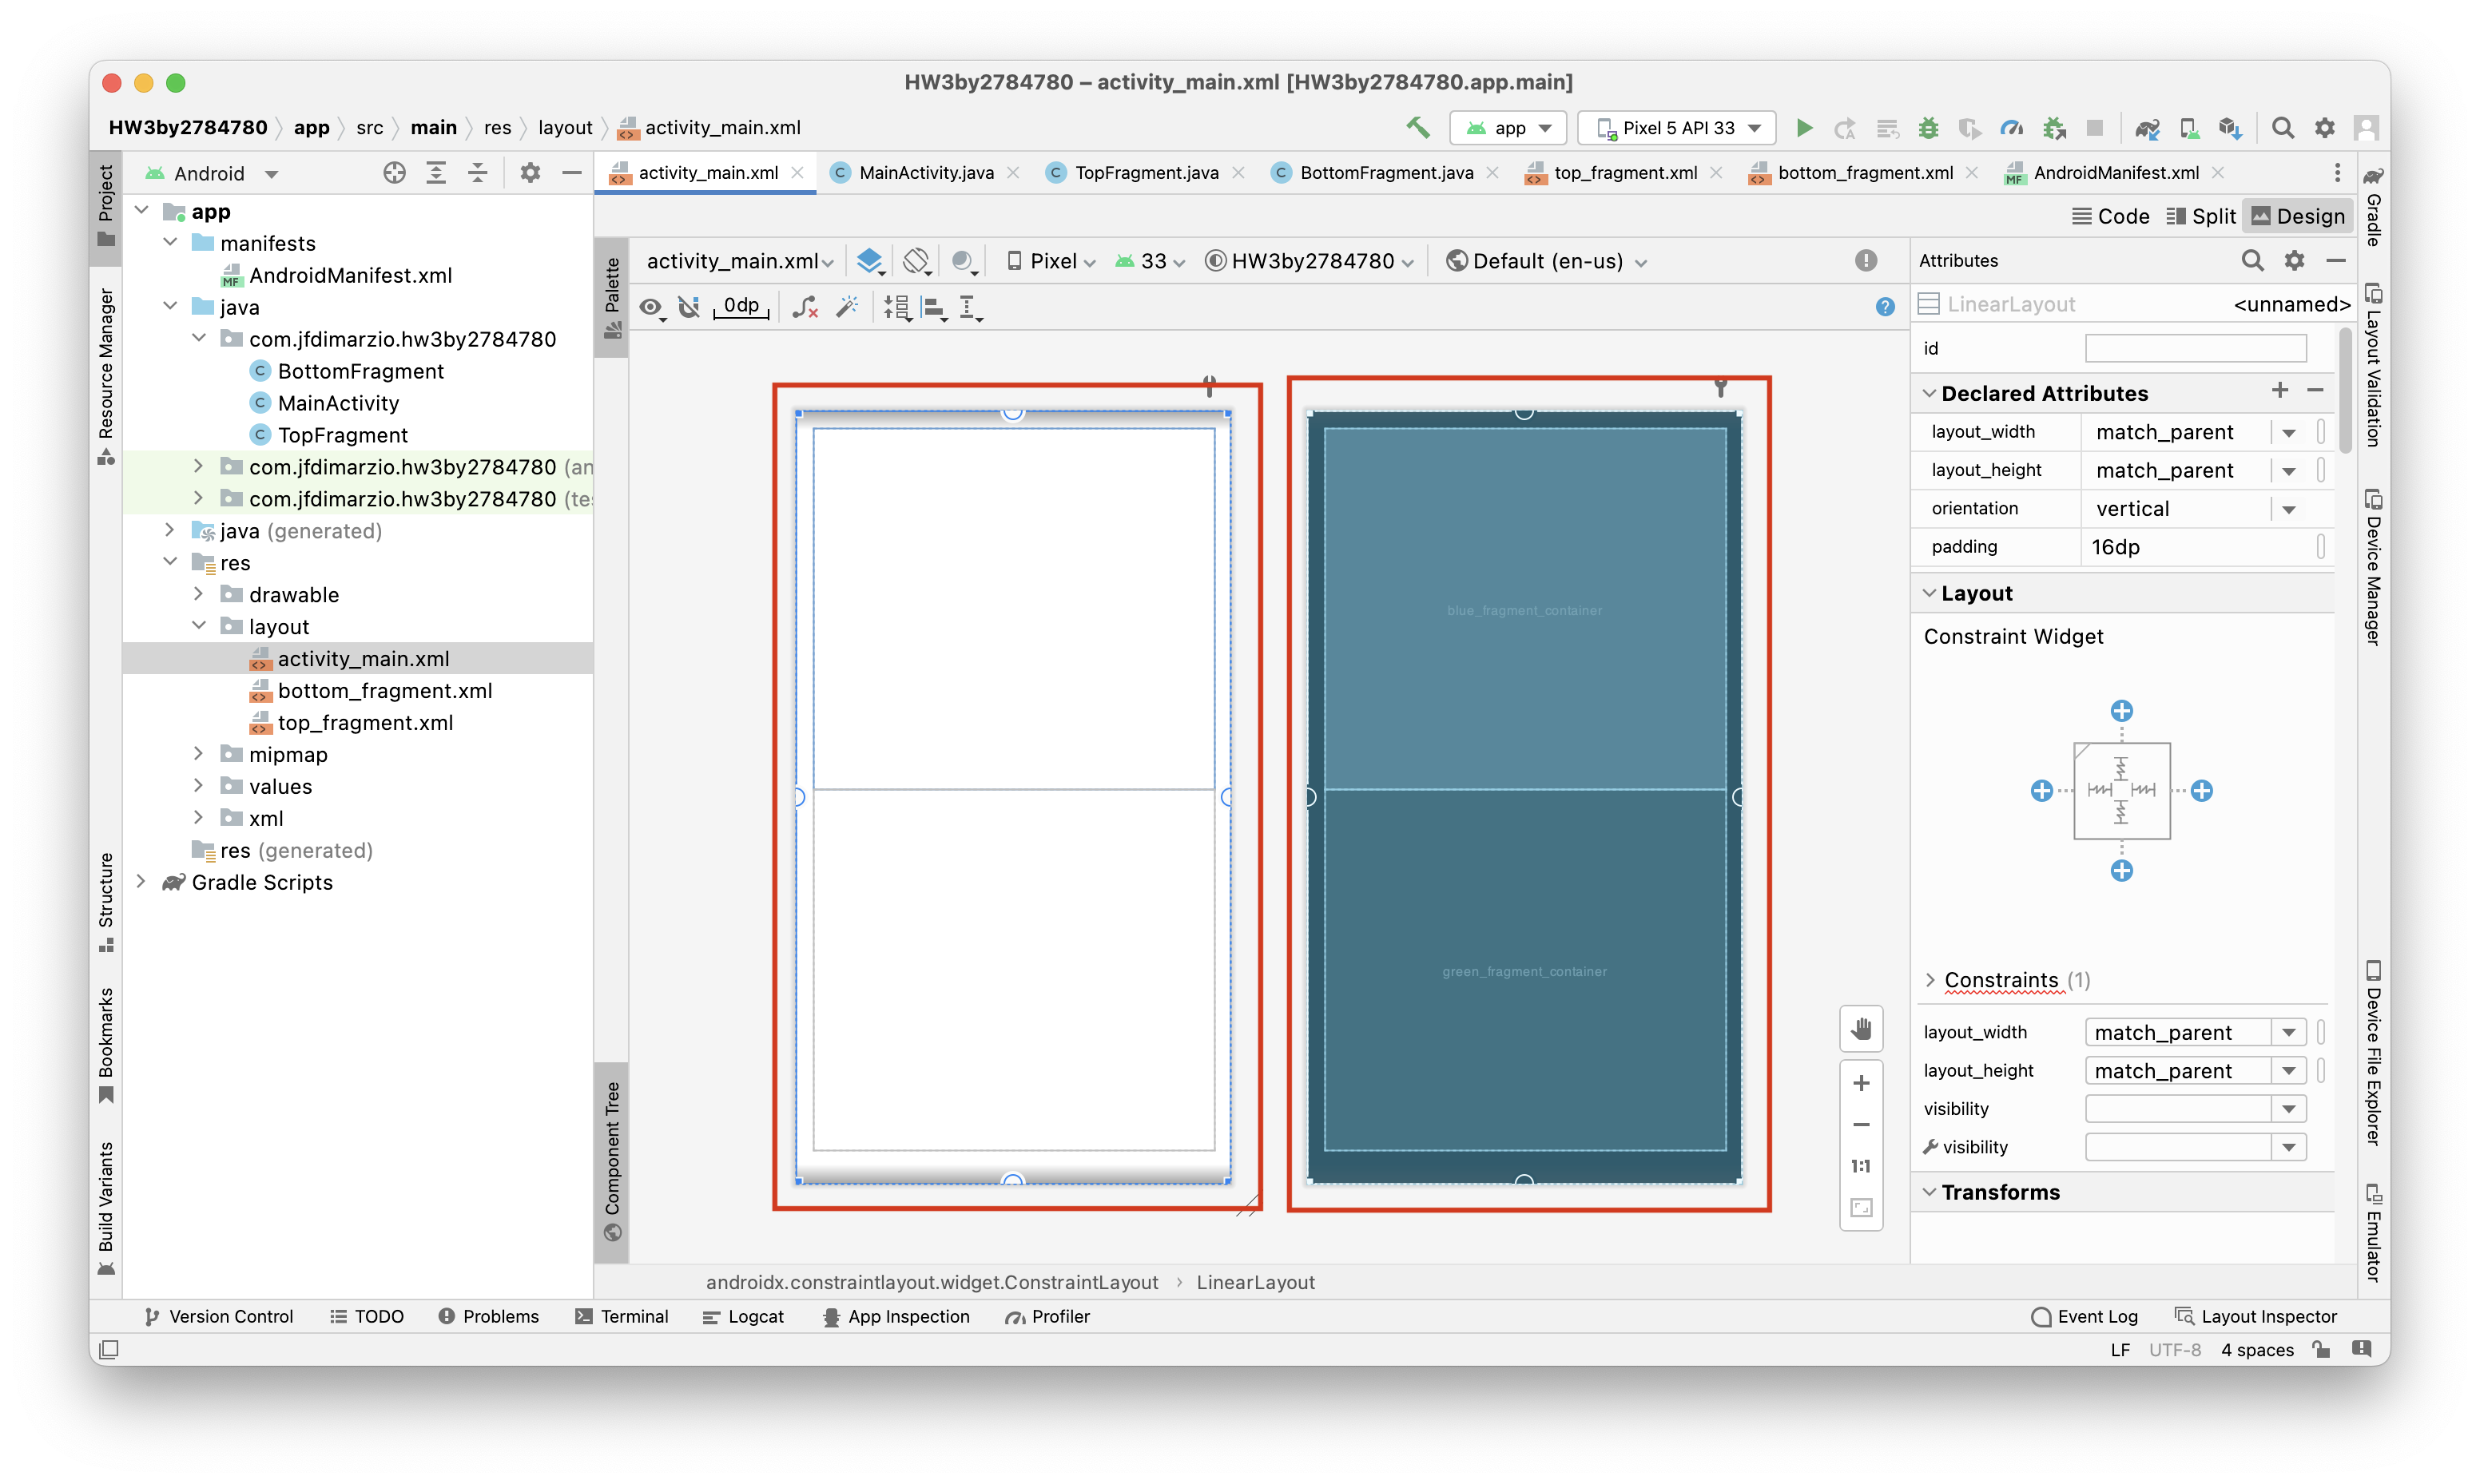 HW3by2784780 – activity_main.xml [HW3by2784780.app.main]
HW3by2784780 app src main res layout activity_main.xml
app
Pixel 5 API 33
Project
Resource Manager
Structure
Bookmarks
Build Variants
Android
app
manifests
MF AndroidManifest.xml
java
com.jfdimarzio.hw3by2784780
C BottomFragment
C MainActivity
C TopFragment
com.jfdimarzio.hw3by2784780 (an
com.jfdimarzio.hw3by2784780 (te
java (generated)
res
drawable
layout
activity_main.xml
bottom_fragment.xml
top_fragment.xml
mipmap
values
xml
res (generated)
Gradle Scripts
activity_main.xml
C MainActivity.java
C TopFragment.java
C BottomFragment.java
top_fragment.xml
bottom_fragment.xml
MF AndroidManifest.xml
Code Split Design
Palette
Component Tree
activity_main.xml
Pixel
33
HW3by2784780
Default (en-us)
0dp
blue_fragment_container
green_fragment_container
1:1
androidx.constraintlayout.widget.ConstraintLayout › LinearLayout
Attributes
LinearLayout <unnamed>
id
Declared Attributes
layout_width match_parent
layout_height match_parent
orientation vertical
padding 16dp
Layout
Constraint Widget
Constraints (1)
layout_width match_parent
layout_height match_parent
visibility
visibility
Transforms
Gradle
Layout Validation
Device Manager
Device File Explorer
Emulator
Version Control TODO Problems Terminal Logcat App Inspection Profiler Event Log Layout Inspector
LF UTF-8 4 spaces